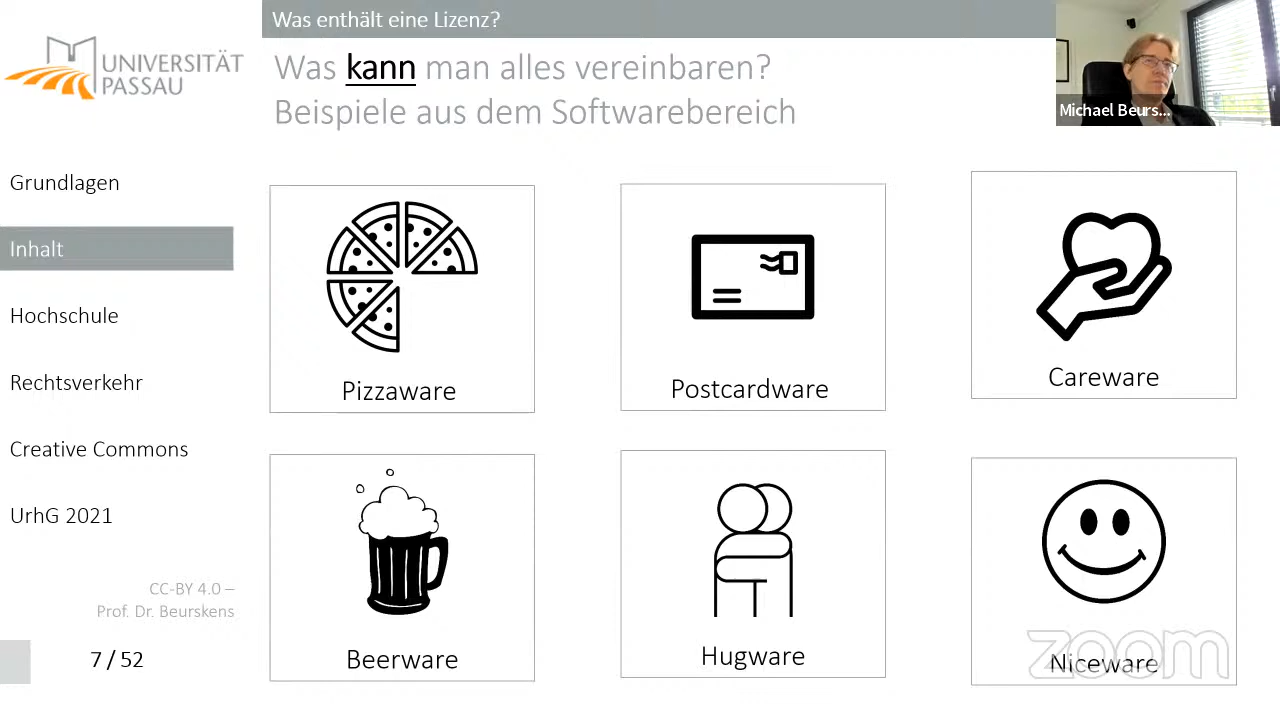 Was enthält eine Lizenz?
UNIVERSITÄT
PASSAU
Was kann man alles vereinbaren?
Beispiele aus dem Softwarebereich
Michael Beurs...
Grundlagen
Inhalt
Hochschule
Rechtsverkehr
Creative Commons
UrhG 2021
CC-BY 4.0 –
Prof. Dr. Beurskens
7 / 52
Pizzaware
Postcardware
Careware
Beerware
Hugware
Niceware
zoom